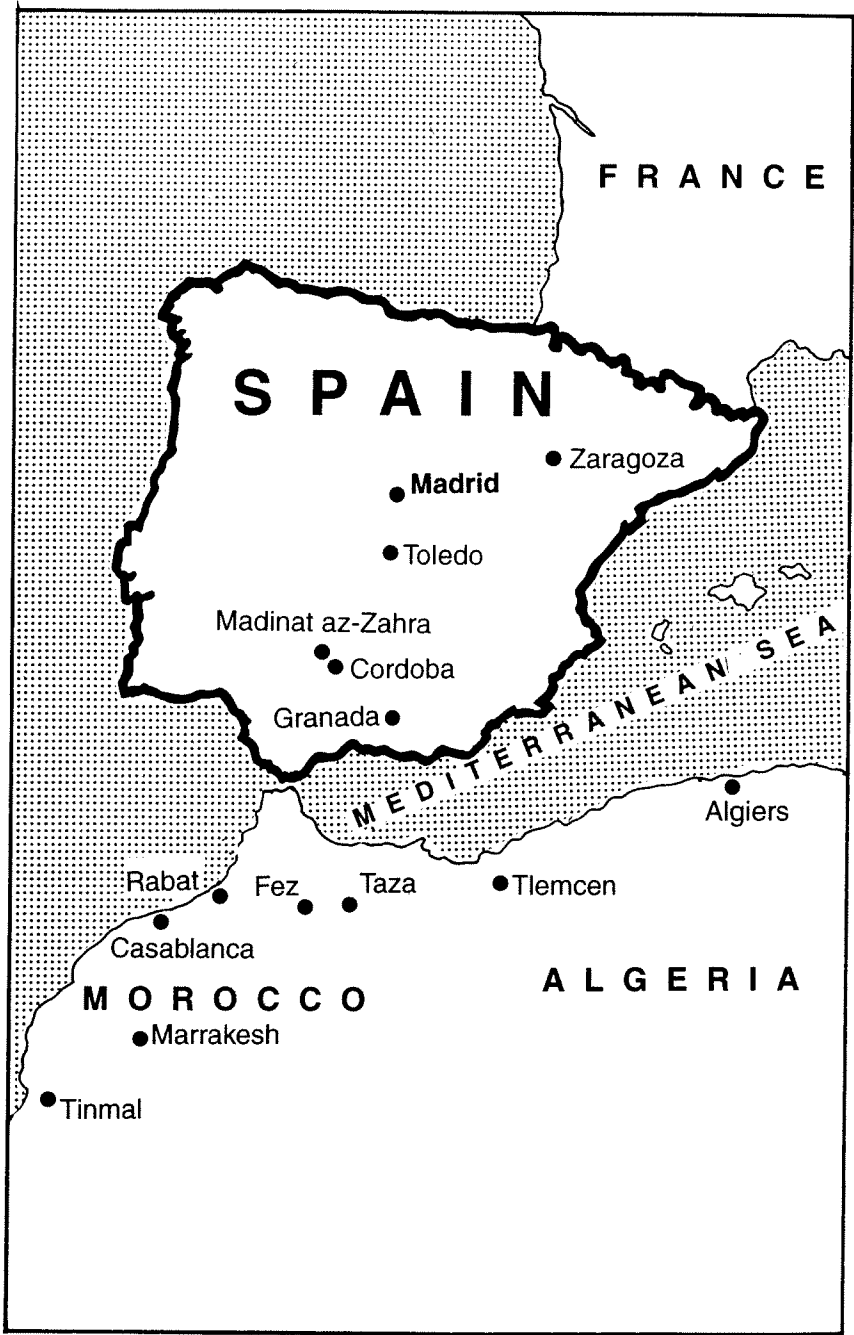 FRANCE
SPAIN
Zaragoza
Madrid
Toledo
Madinat az-Zahra
Cordoba
Granada
MEDITERRANEAN SEA
Algiers
Rabat
Fez
Taza
Tlemcen
Casablanca
ALGERIA
MOROCCO
Marrakesh
Tinmal